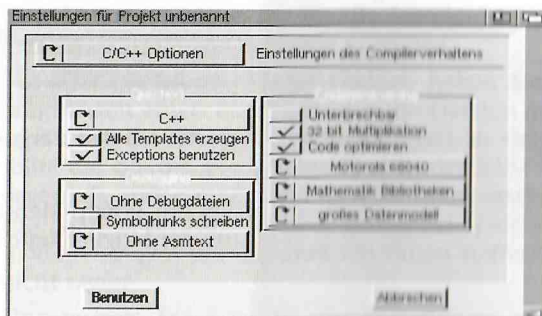 Einstellungen für Projekt unbenannt
C/C++ Optionen
Einstellungen des Compilerverhaltens
C++
Alle Templates erzeugen
Exceptions benutzen
Ohne Debugdateien
Symbolhunks schreiben
Ohne Asmtext
Unterbrechbar
32 bit Multiplikation
Code optimieren
Motorola 68040
Mathematik Bibliotheken
großes Datenmodell
Benutzen
Abbrechen